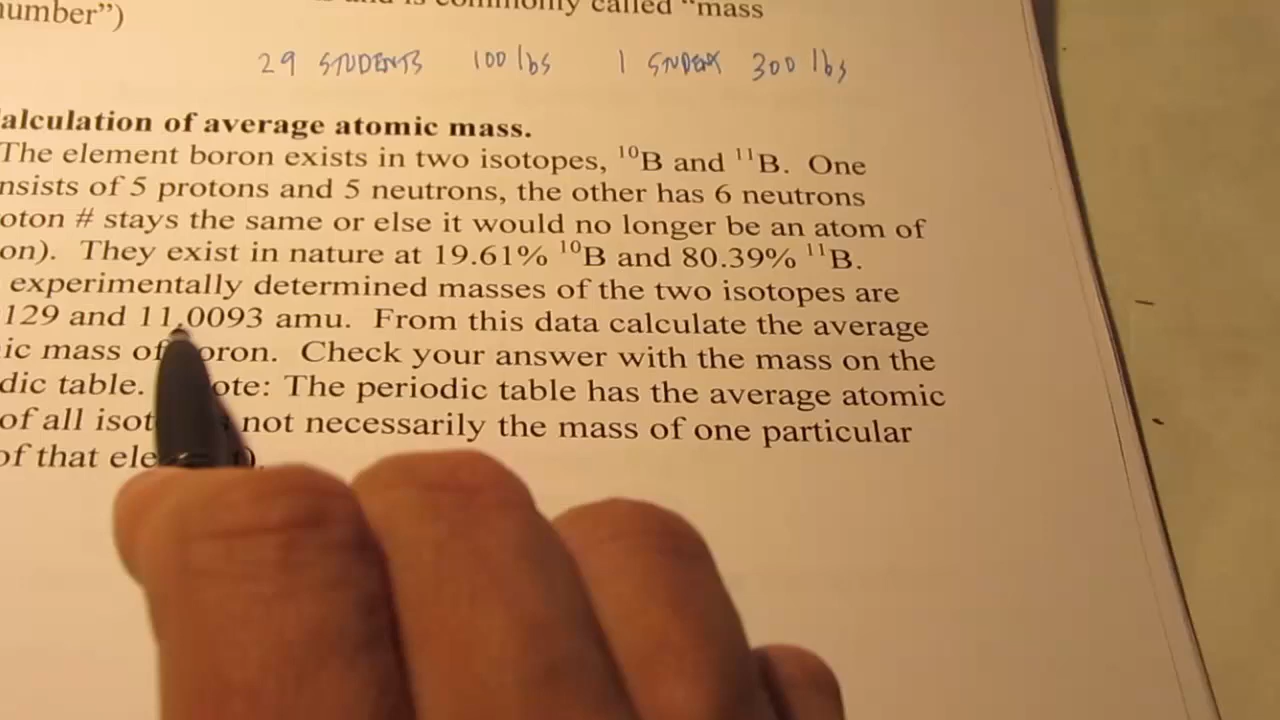 number")
and is commonly called "mass
29 STUDENTS 100 lbs 1 STUDENT 300 lbs
alculation of average atomic mass.
The element boron exists in two isotopes, ¹⁰B and ¹¹B. One
nsists of 5 protons and 5 neutrons, the other has 6 neutrons
oton # stays the same or else it would no longer be an atom of
on). They exist in nature at 19.61% ¹⁰B and 80.39% ¹¹B.
experimentally determined masses of the two isotopes are
129 and 11.0093 amu. From this data calculate the average
ic mass of oron. Check your answer with the mass on the
dic table. ote: The periodic table has the average atomic
of all isot not necessarily the mass of one particular
of that ele